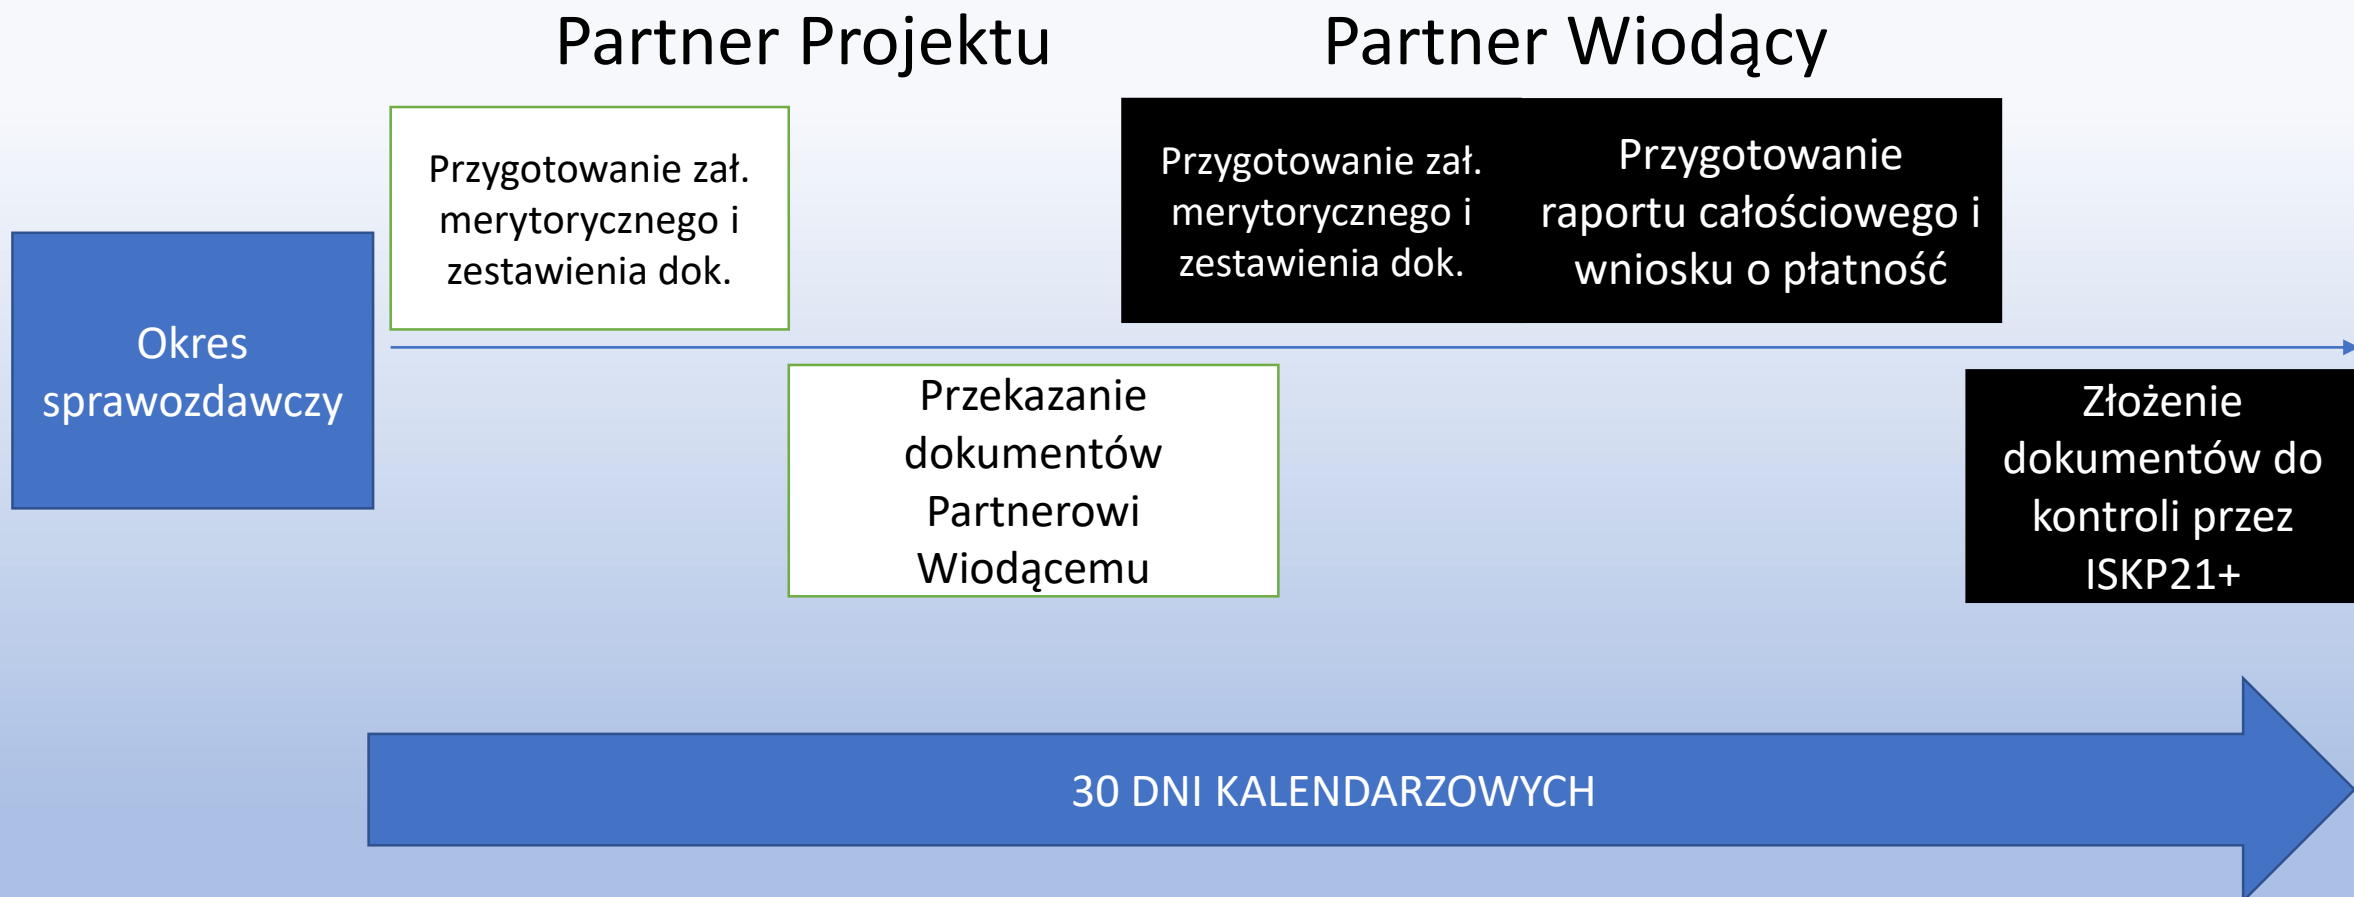 Partner Projektu
Partner Wiodący
Okres
sprawozdawczy
Przygotowanie zał.
merytorycznego i
zestawienia dok.
Przekazanie
dokumentów
Partnerowi
Wiodącemu
Przygotowanie zał.
merytorycznego i
zestawienia dok.
Przygotowanie
raportu całościowego i
wniosku o płatność
Złożenie
dokumentów do
kontroli przez
ISKP21+
30 DNI KALENDARZOWYCH